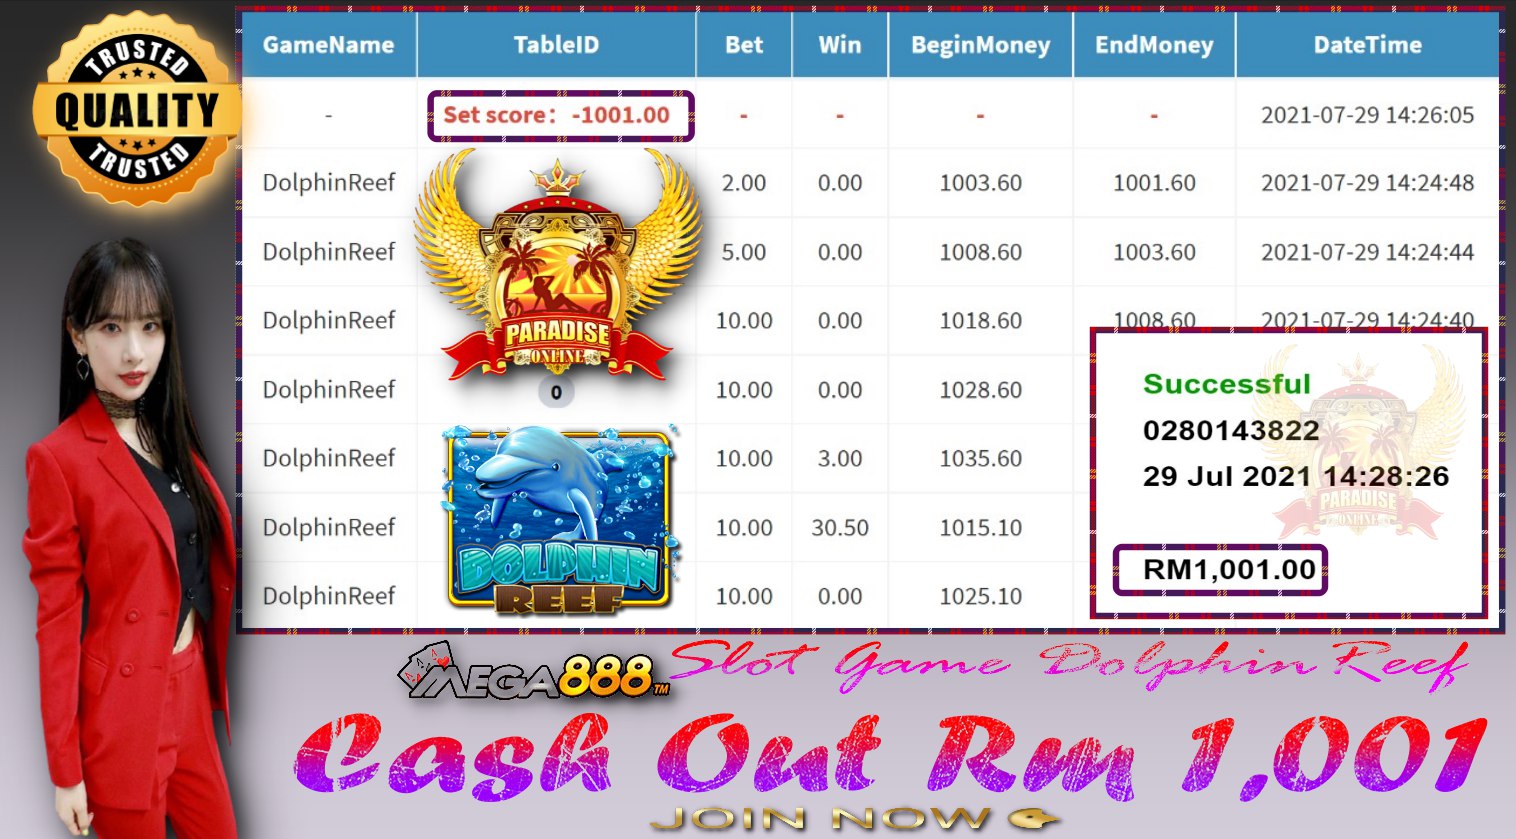 TRUSTED
QUALITY
TRUSTED
GameName TableID Bet Win BeginMoney EndMoney DateTime
- Set score: -1001.00 - - - - 2021-07-29 14:26:05
DolphinReef 2.00 0.00 1003.60 1001.60 2021-07-29 14:24:48
DolphinReef 5.00 0.00 1008.60 1003.60 2021-07-29 14:24:44
DolphinReef 10.00 0.00 1018.60 1008.60 2021-07-29 14:24:40
PARADISE
ONLINE
DolphinReef 0 10.00 0.00 1028.60
DolphinReef 10.00 3.00 1035.60
DolphinReef 10.00 30.50 1015.10
DolphinReef 10.00 0.00 1025.10
DOLPHIN
REEF
Successful
0280143822
29 Jul 2021 14:28:26
PARADISE
ONLINE
RM1,001.00
MEGA888 TM Slot Game Dolphin Reef
Cash Out Rm 1,001
JOIN NOW